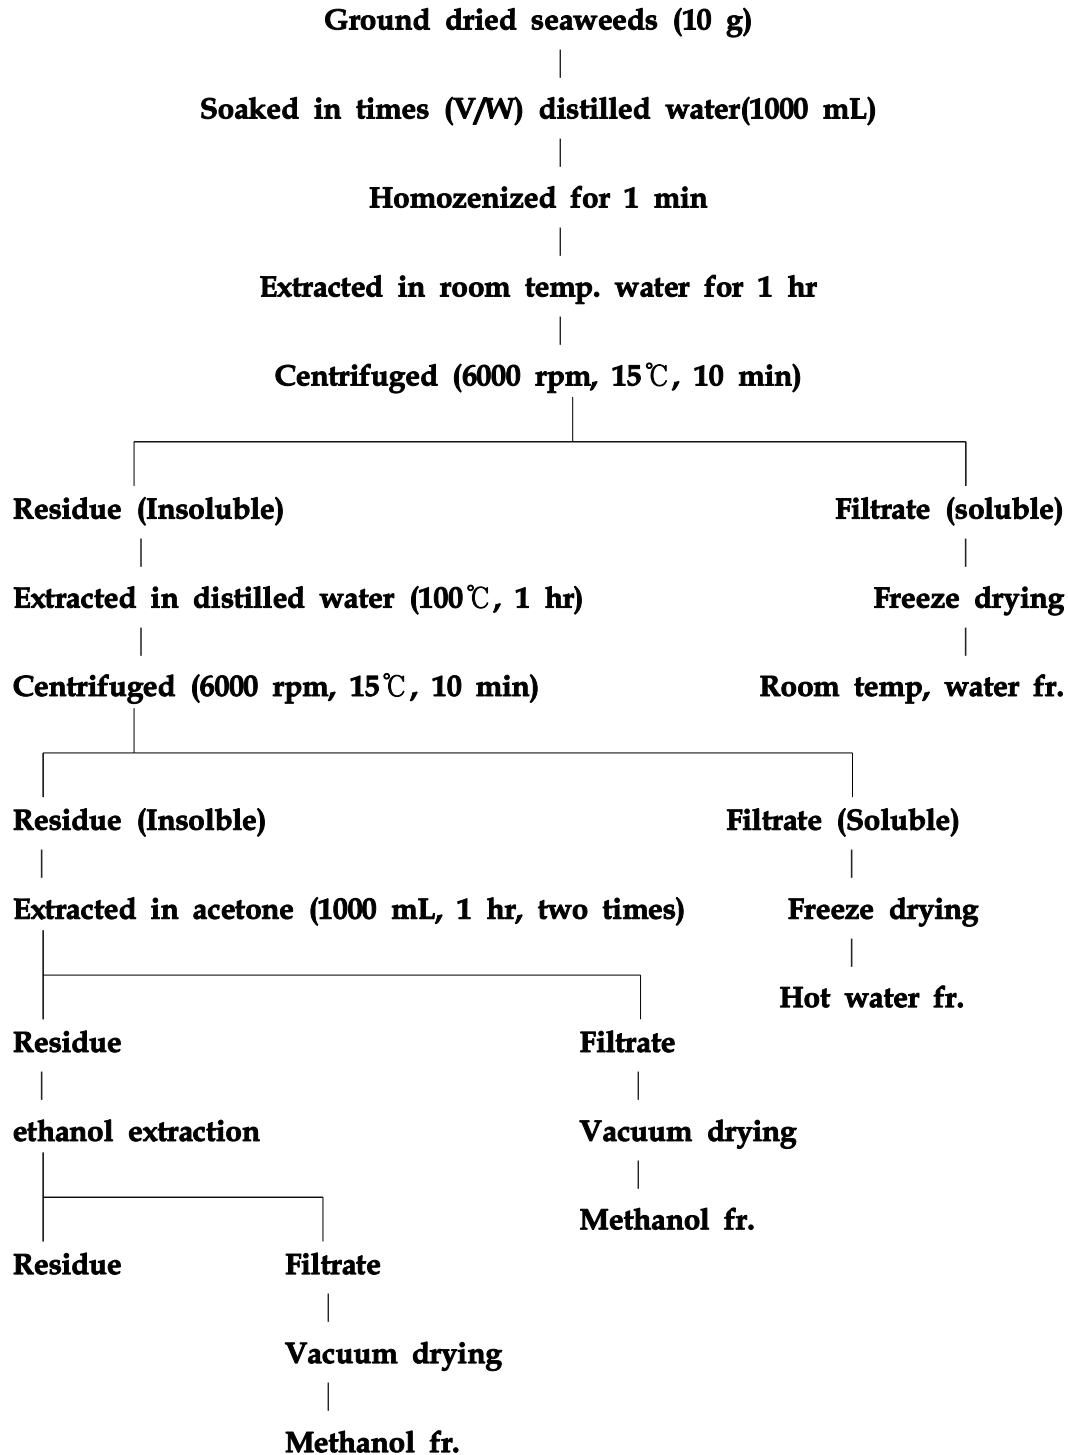 Ground dried seaweeds (10 g)
Soaked in times (V/W) distilled water(1000 mL)
Homozenized for 1 min
Extracted in room temp. water for 1 hr
Centrifuged (6000 rpm, 15℃, 10 min)
Residue (Insoluble)
Filtrate (soluble)
Extracted in distilled water (100℃, 1 hr)
Freeze drying
Centrifuged (6000 rpm, 15℃, 10 min)
Room temp, water fr.
Residue (Insolble)
Filtrate (Soluble)
Extracted in acetone (1000 mL, 1 hr, two times)
Freeze drying
Hot water fr.
Residue
Filtrate
ethanol extraction
Vacuum drying
Methanol fr.
Residue
Filtrate
Vacuum drying
Methanol fr.